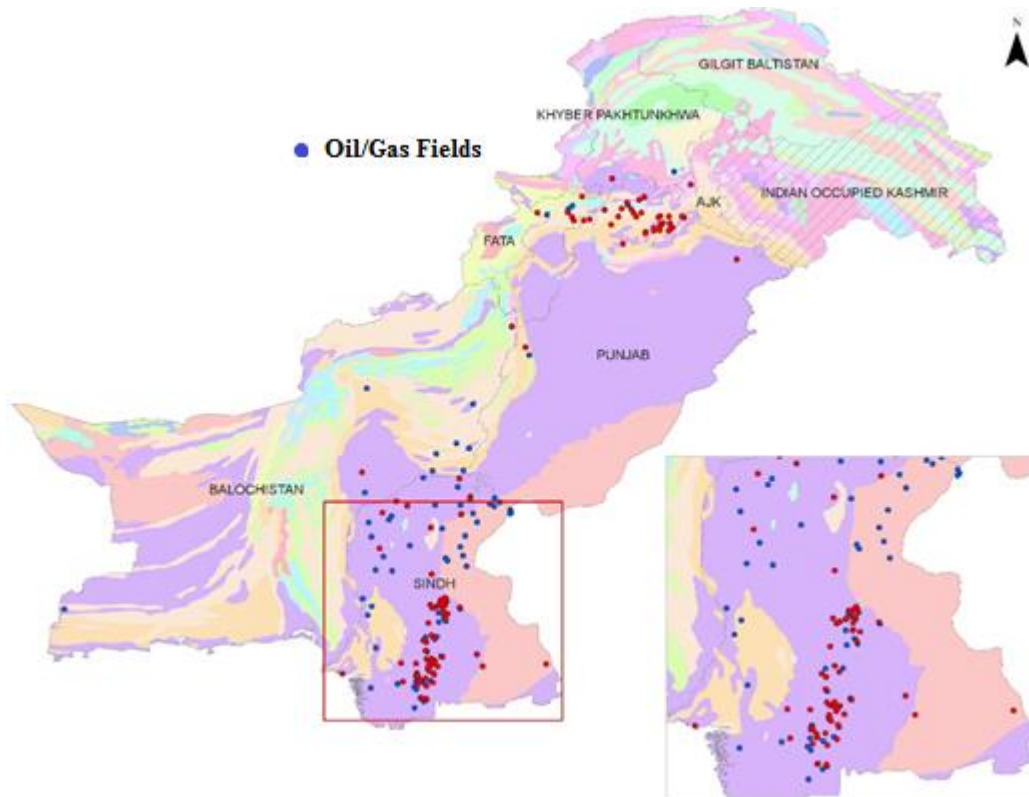 N
GILGIT BALTISTAN
KHYBER PAKHTUNKHWA
Oil/Gas Fields
INDIAN OCCUPIED KASHMIR
AJK
FATA
PUNJAB
BALOCHISTAN
SINDH